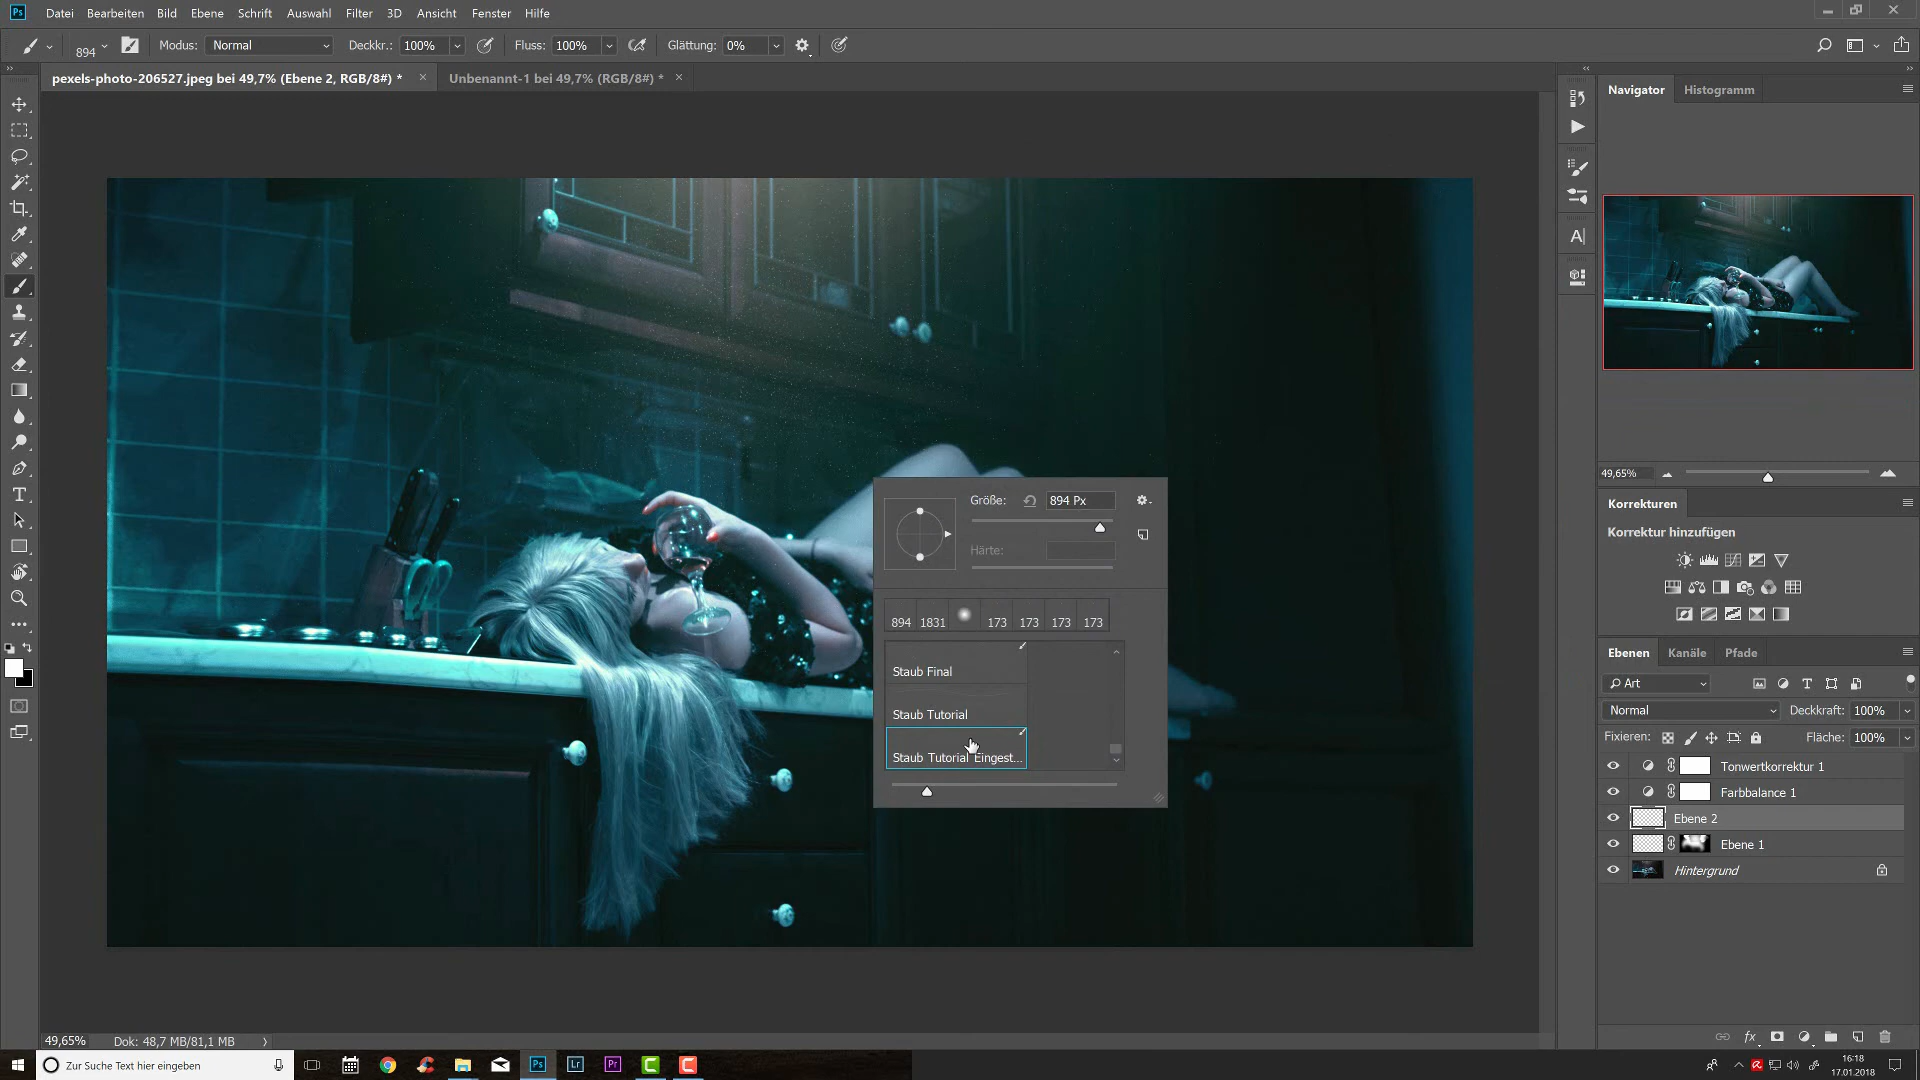 Ps Datei Bearbeiten Bild Ebene Schrift Auswahl Filter 3D Ansicht Fenster Hilfe
894 Modus: Normal Deckkr.: 100% Fluss: 100% Glättung: 0%
pexels-photo-206527.jpeg bei 49,7% (Ebene 2, RGB/8#) * × Unbenannt-1 bei 49,7% (RGB/8#) * ×
Navigator Histogramm
49,65%
Korrekturen
Korrektur hinzufügen
Größe: 894 Px
Härte:
894 1831 173 173 173 173
Staub Final
Staub Tutorial
Staub Tutorial Eingest...
Ebenen Kanäle Pfade
Art
Normal Deckkraft: 100%
Fixieren: Fläche: 100%
Tonwertkorrektur 1
Farbbalance 1
Ebene 2
Ebene 1
Hintergrund
fx
49,65% Dok: 48,7 MB/81,1 MB
Zur Suche Text hier eingeben
Ps Lr Pr
16:18
17.01.2018